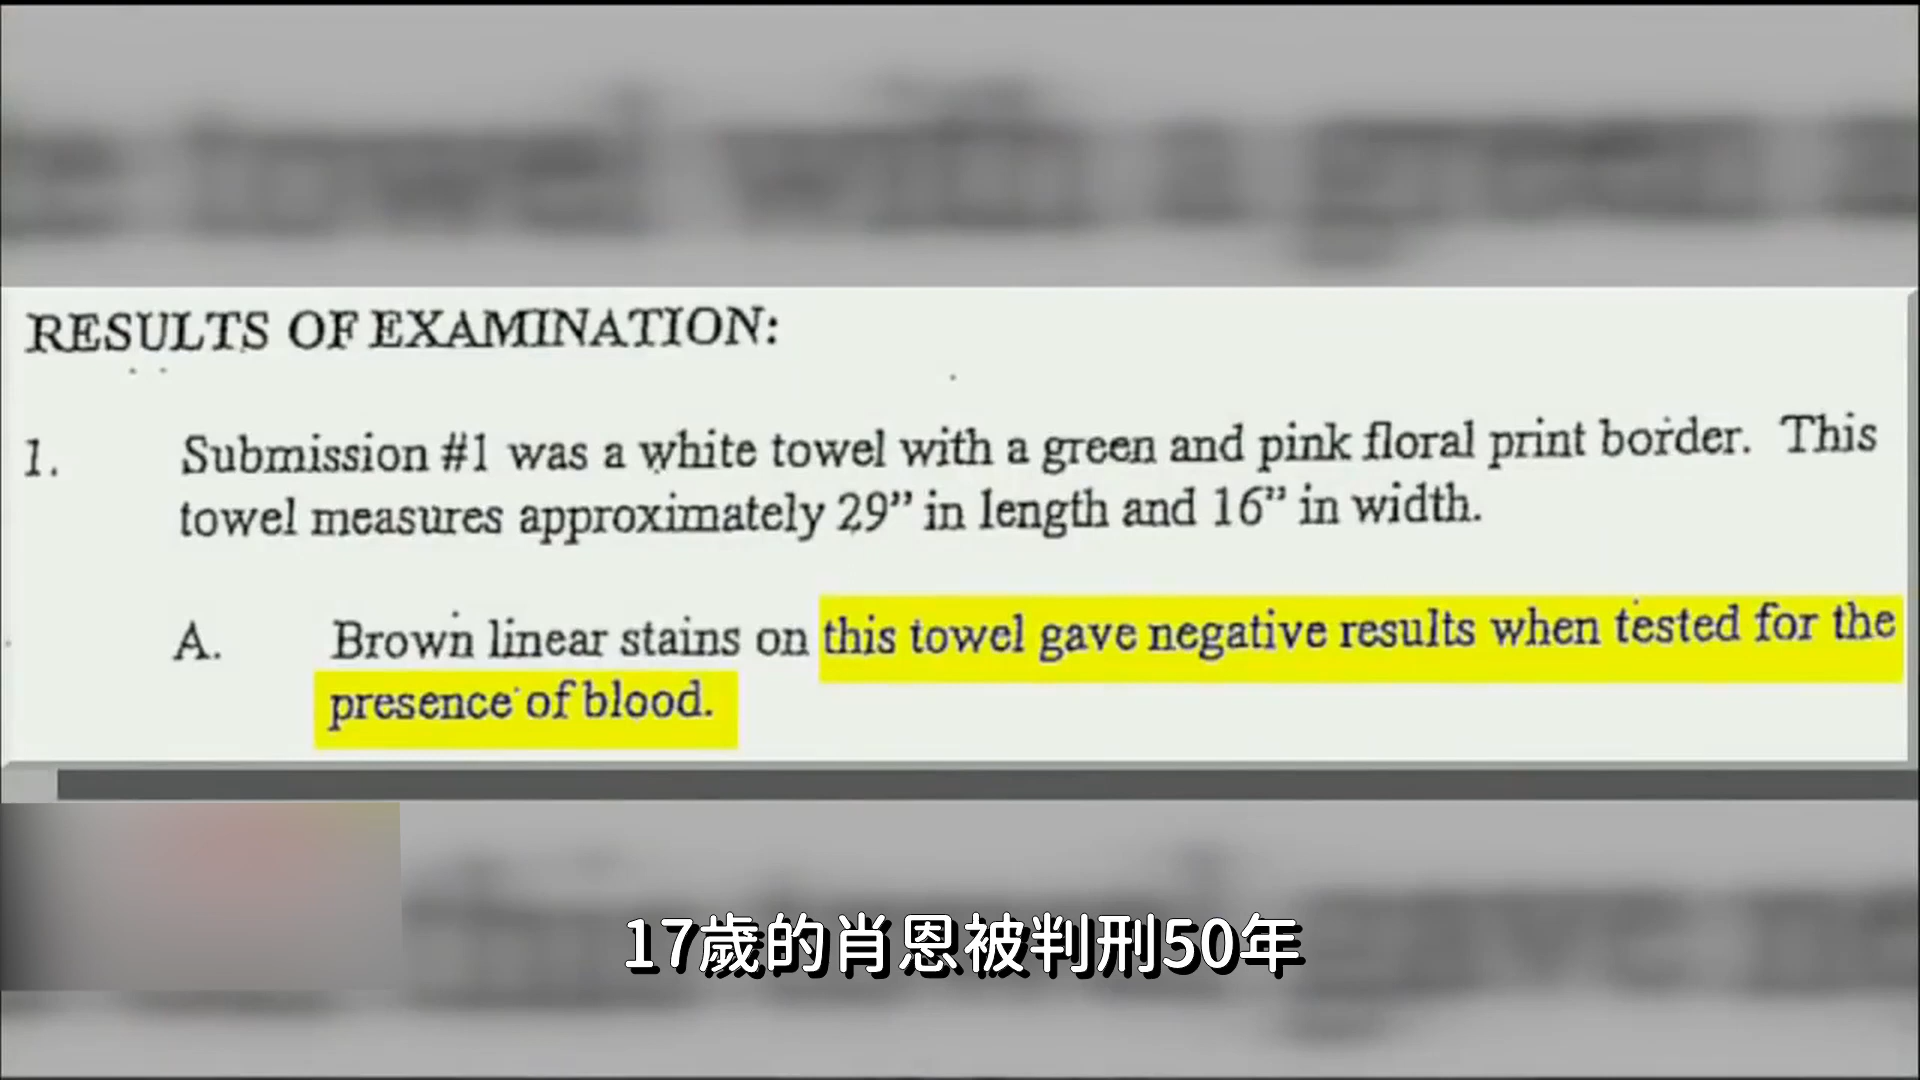 RESULTS OF EXAMINATION:
1. Submission #1 was a white towel with a green and pink floral print border. This
towel measures approximately 29” in length and 16” in width.
A. Brown linear stains on this towel gave negative results when tested for the
presence of blood.
17歲的肖恩被判刑50年